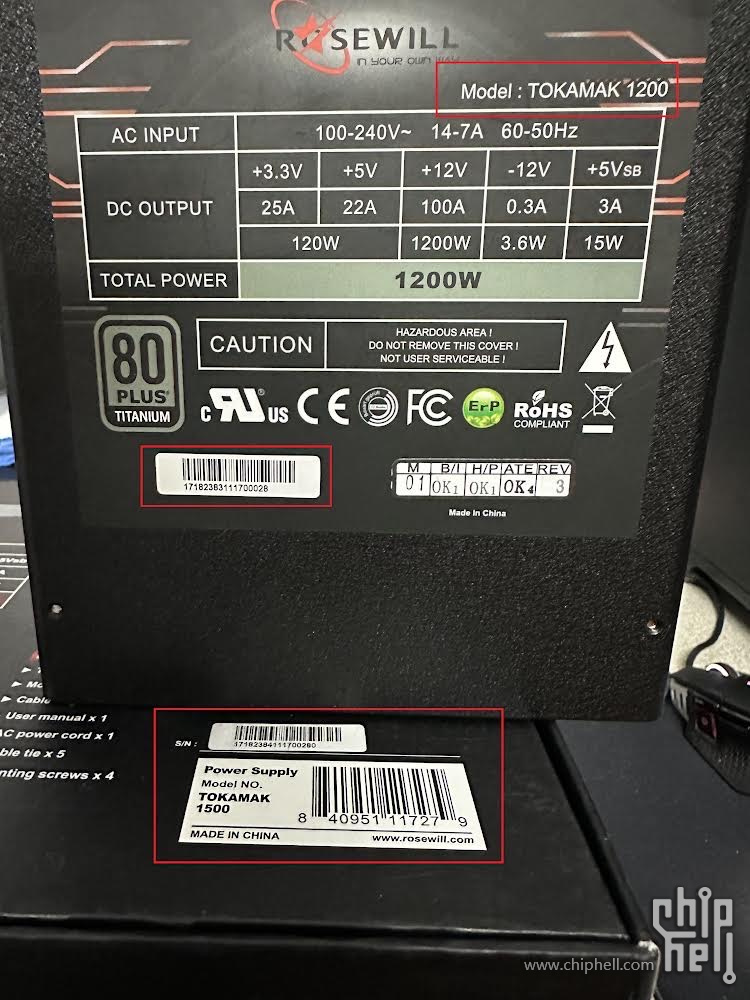 ROSEWILL
IN YOUR OWN WAY
Model : TOKAMAK 1200
AC INPUT 100-240V~ 14-7A 60-50Hz
DC OUTPUT +3.3V +5V +12V -12V +5VSB
25A 22A 100A 0.3A 3A
120W 1200W 3.6W 15W
TOTAL POWER 1200W
80
PLUS
TITANIUM
CAUTION
HAZARDOUS AREA !
DO NOT REMOVE THIS COVER !
NOT USER SERVICEABLE !
c RU US CE FC ErP RoHS
COMPLIANT
17182383111700028
M B/I H/P ATE REV
01 OK1 OK1 OK4 3
Made in China
User manual x 1
AC power cord x 1
ble tie x 5
nting screws x 4
S/N :
17182384111700280
Power Supply
Model NO.
TOKAMAK
1500
8 40951 11727 9
MADE IN CHINA www.rosewill.com
chip
hell
www.chiphell.com